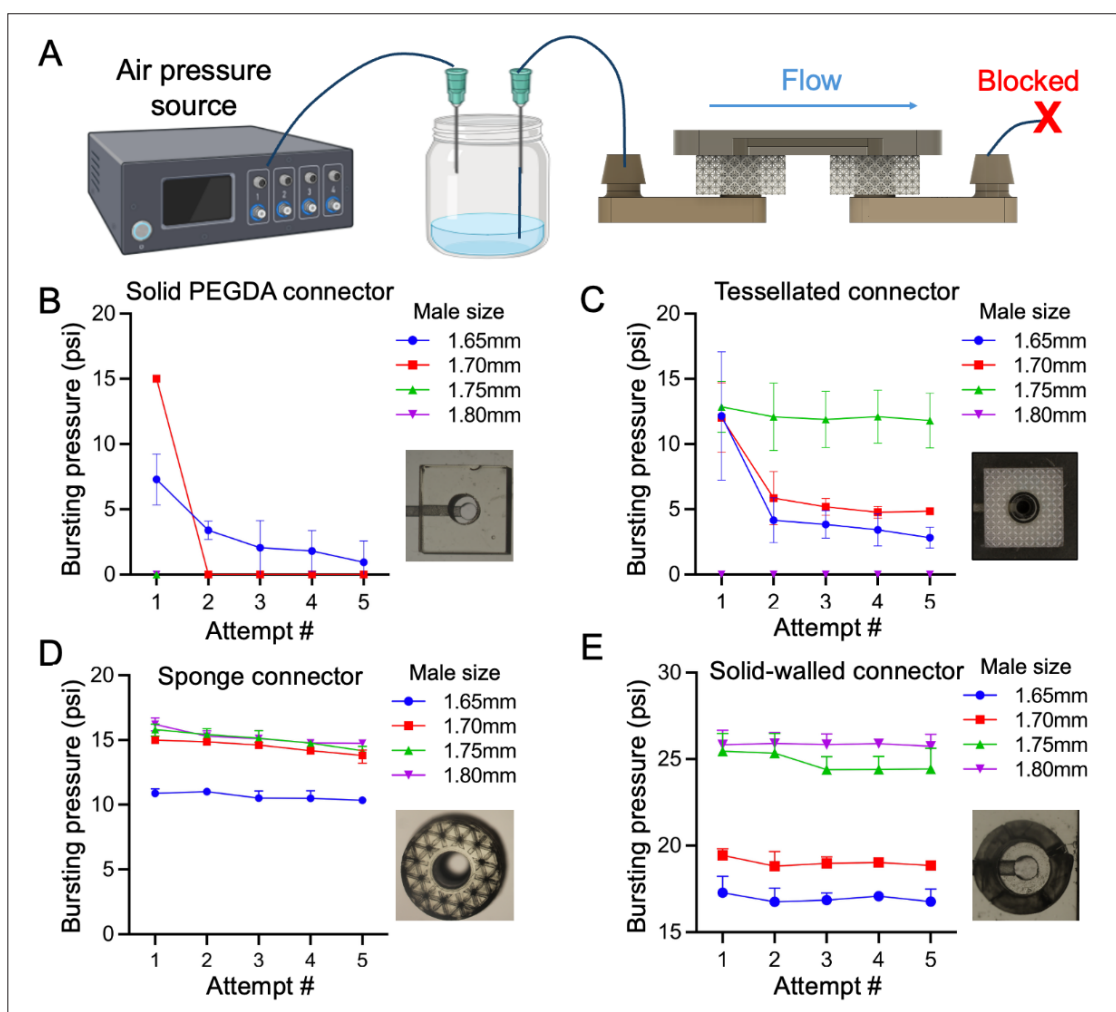 A
Air pressure
source
1
2
3
4
Flow
Blocked
X
B
Solid PEGDA connector
Bursting pressure (psi)
20
15
10
5
0
1
2
3
4
5
Attempt #
Male size
1.65mm
1.70mm
1.75mm
1.80mm
C
Tessellated connector
Bursting pressure (psi)
20
15
10
5
0
1
2
3
4
5
Attempt #
Male size
1.65mm
1.70mm
1.75mm
1.80mm
D
Sponge connector
Bursting pressure (psi)
20
15
10
5
0
1
2
3
4
5
Attempt #
Male size
1.65mm
1.70mm
1.75mm
1.80mm
E
Solid-walled connector
Bursting pressure (psi)
30
25
20
15
1
2
3
4
5
Attempt #
Male size
1.65mm
1.70mm
1.75mm
1.80mm